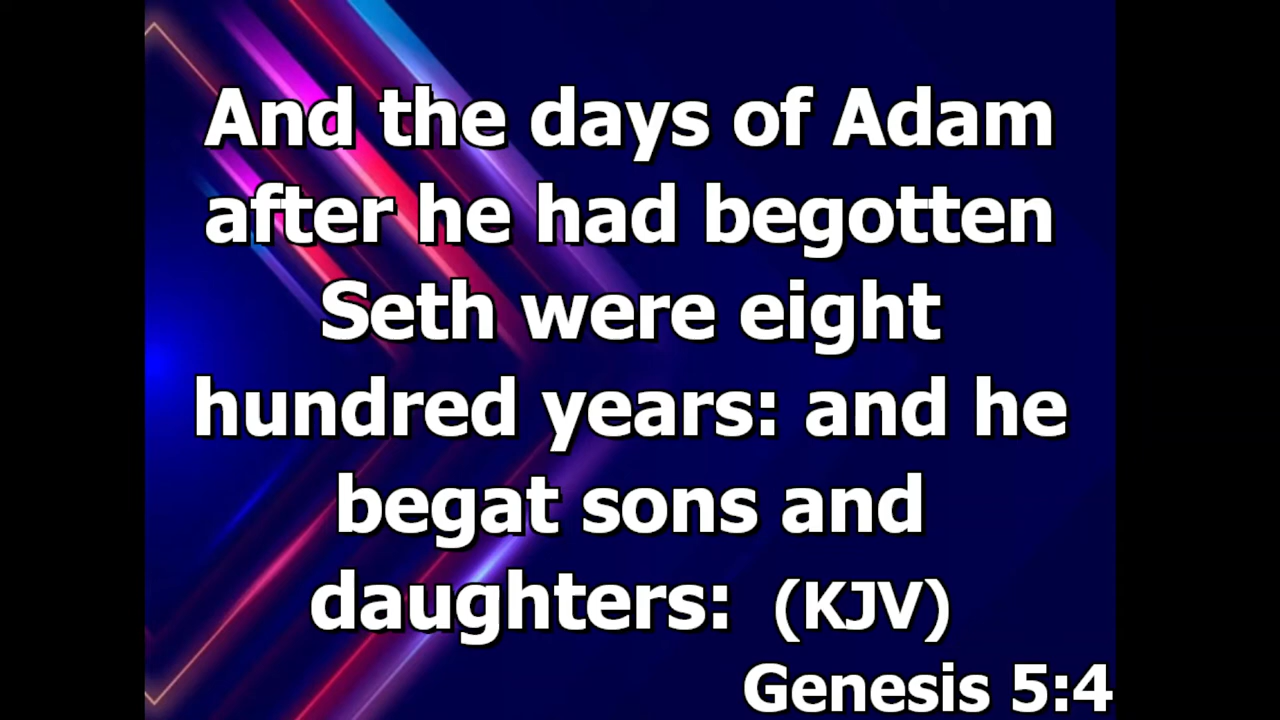 And the days of Adam
after he had begotten
Seth were eight
hundred years: and he
begat sons and
daughters: (KJV)
Genesis 5:4